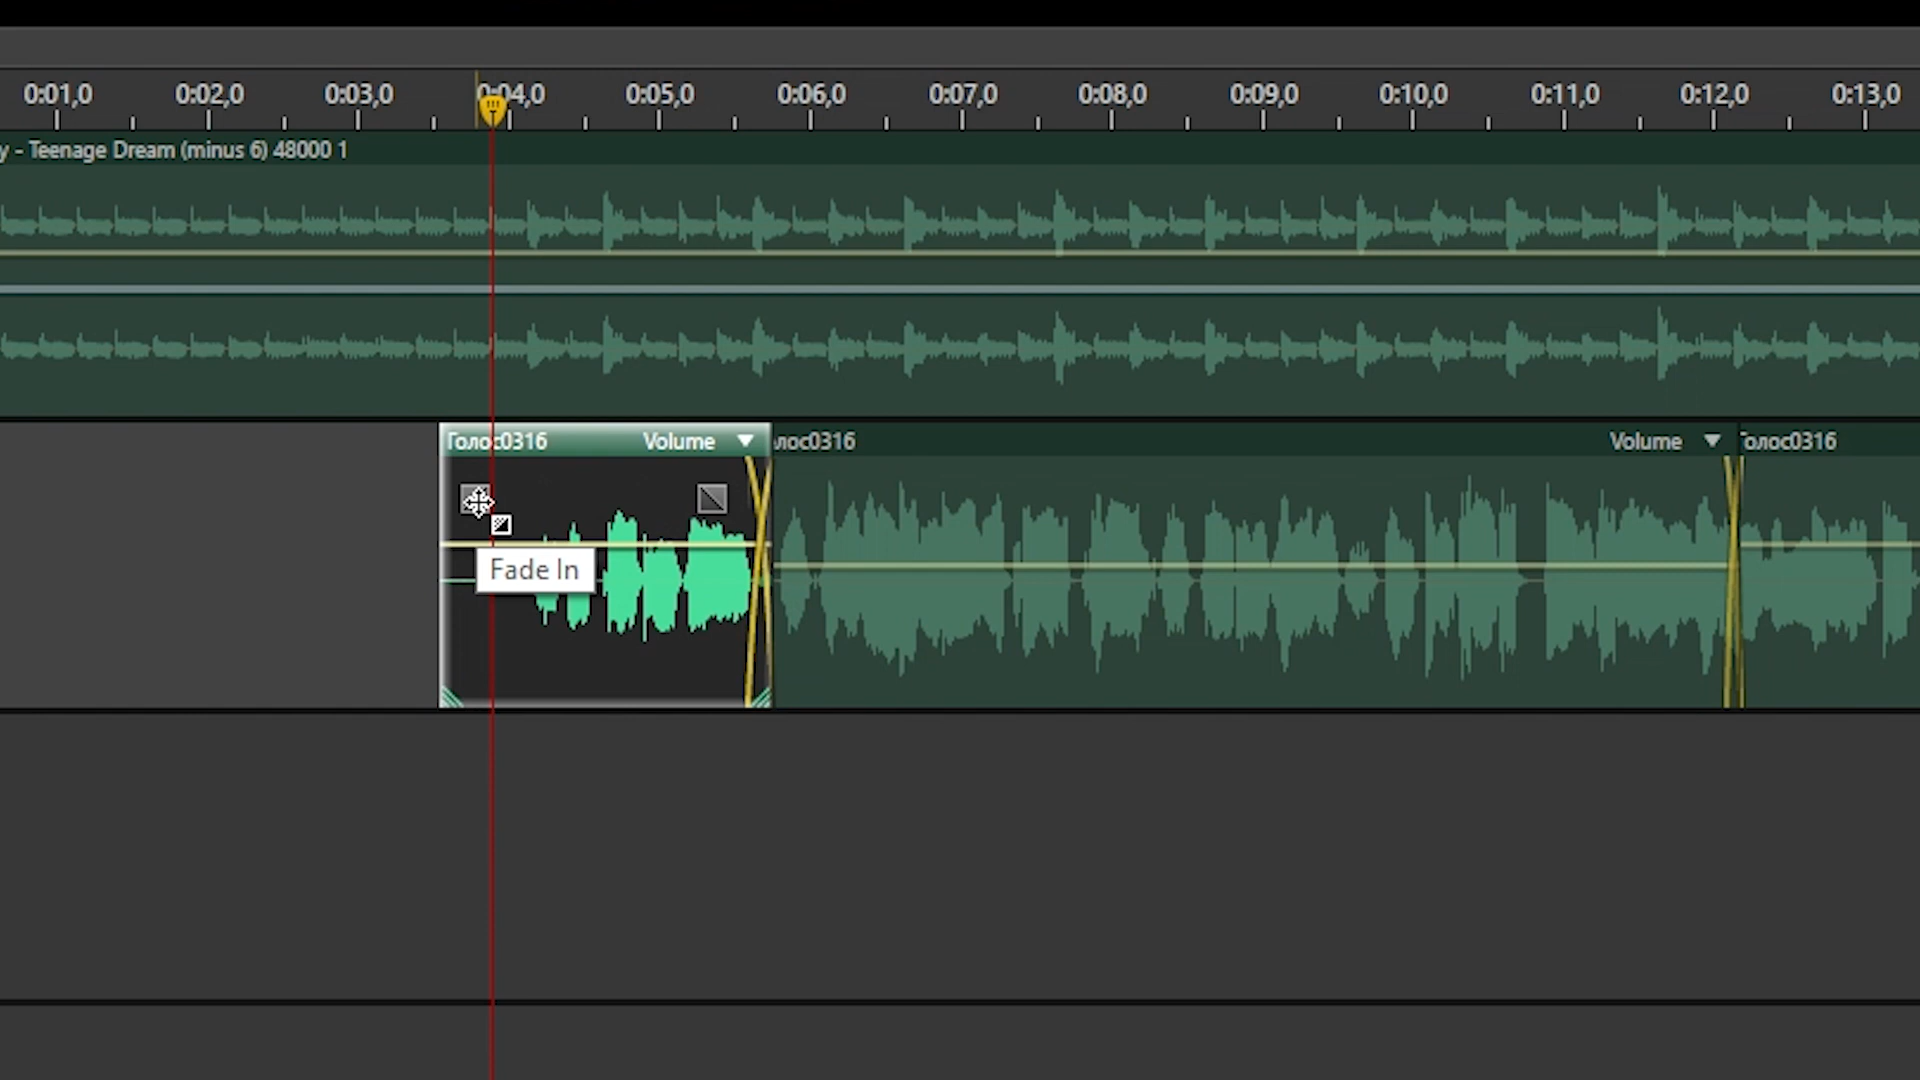 0:01,0 0:02,0 0:03,0 0:04,0 0:05,0 0:06,0 0:07,0 0:08,0 0:09,0 0:10,0 0:11,0 0:12,0 0:13,0
y - Teenage Dream (minus 6) 48000 1
Голос0316 Volume лос0316 Volume Голос0316
Fade In